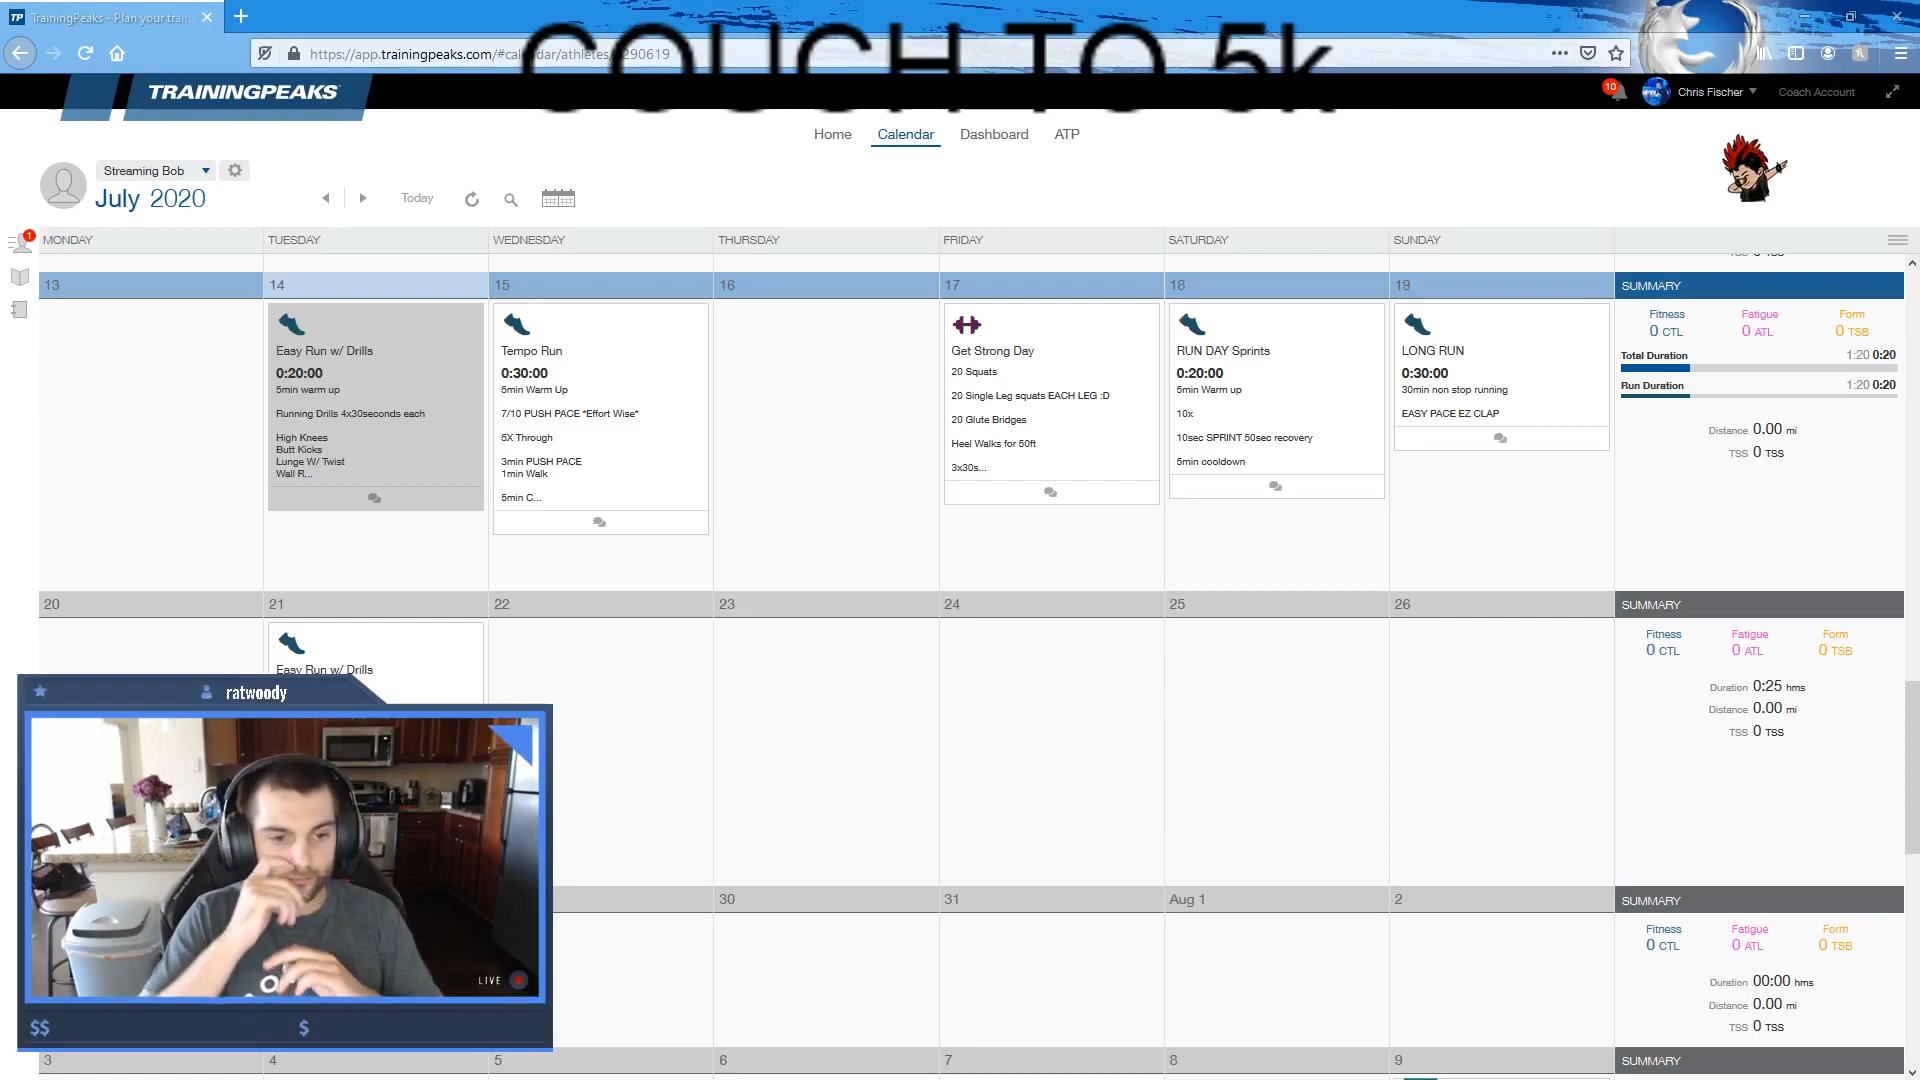 TrainingPeaks - Plan your train
COUCH TO 5k
https://app.trainingpeaks.com/#calendar/athletes/ 290619
TRAININGPEAKS
10
Chris Fischer
Coach Account
Home Calendar Dashboard ATP
Streaming Bob
July 2020
Today
1
MONDAY TUESDAY WEDNESDAY THURSDAY FRIDAY SATURDAY SUNDAY
13 14 15 16 17 18 19 SUMMARY
Easy Run w/ Drills
0:20:00
5min warm up
Running Drills 4x30seconds each
High Knees
Butt Kicks
Lunge W/ Twist
Wall R...
Tempo Run
0:30:00
5min Warm Up
7/10 PUSH PACE *Effort Wise*
5X Through
3min PUSH PACE
1min Walk
5min C...
Get Strong Day
20 Squats
20 Single Leg squats EACH LEG :D
20 Glute Bridges
Heel Walks for 50ft
3x30s...
RUN DAY Sprints
0:20:00
5min Warm up
10x
10sec SPRINT 50sec recovery
5min cooldown
LONG RUN
0:30:00
30min non stop running
EASY PACE EZ CLAP
Fitness Fatigue Form
0 CTL 0 ATL 0 TSB
Total Duration 1:20 0:20
Run Duration 1:20 0:20
Distance 0.00 mi
TSS 0 TSS
20 21 22 23 24 25 26 SUMMARY
Easy Run w/ Drills
Fitness Fatigue Form
0 CTL 0 ATL 0 TSB
Duration 0:25 hms
Distance 0.00 mi
TSS 0 TSS
ratwoody
LIVE
$$ $
30 31 Aug 1 2 SUMMARY
Fitness Fatigue Form
0 CTL 0 ATL 0 TSB
Duration 00:00 hms
Distance 0.00 mi
TSS 0 TSS
3 4 5 6 7 8 9 SUMMARY